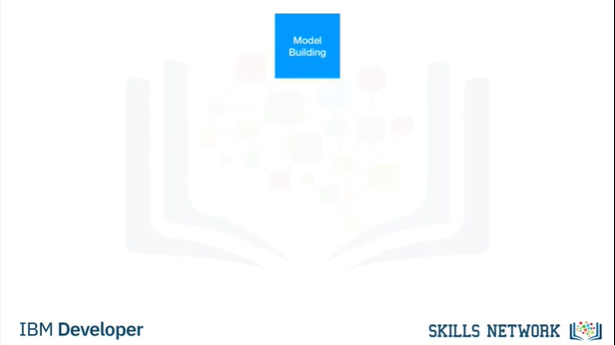 Model
Building
IBM Developer
SKILLS NETWORK